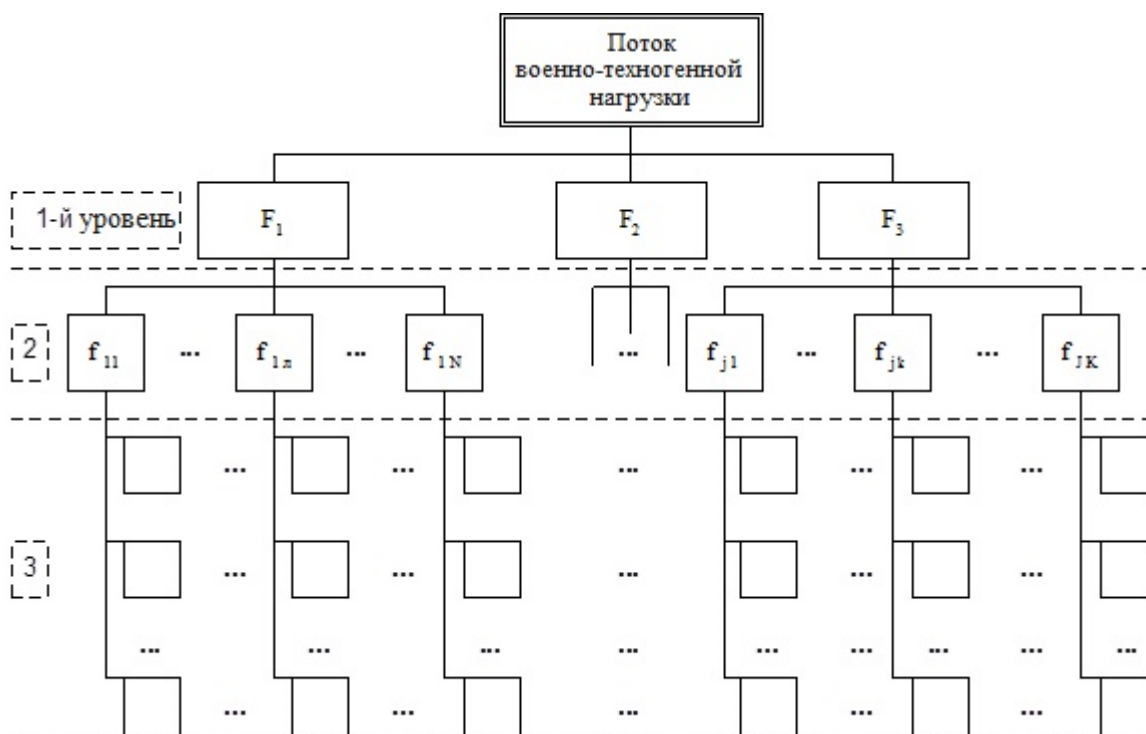 Поток
военно-техногенной
нагрузки
1-й уровень
F₁
F₂
F₃
2
f₁₁ ... f₁ₙ ... f₁N ... fj₁ ... fjk ... fJK
... ... ... ... ...
3
... ... ... ... ...
... ... ... ... ... ... ... ... ...
... ... ... ... ...